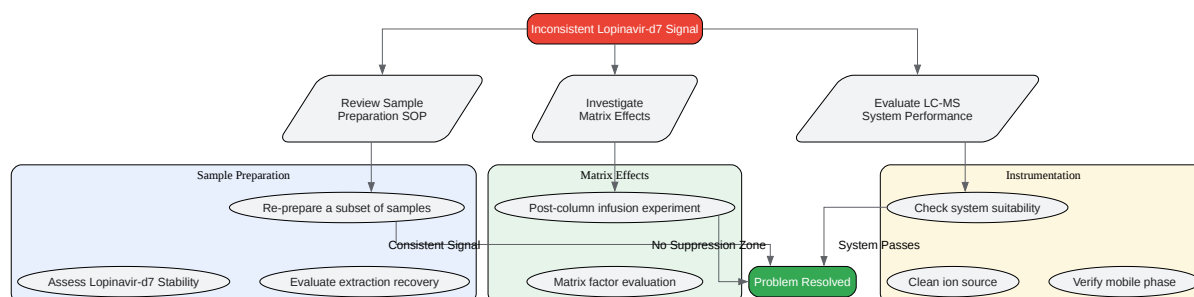 Inconsistent Lopinavir-d7 Signal
Review Sample
Preparation SOP
Investigate
Matrix Effects
Evaluate LC-MS
System Performance
Sample Preparation
Matrix Effects
Instrumentation
Re-prepare a subset of samples
Post-column infusion experiment
Check system suitability
Consistent Signal
No Suppression Zone
System Passes
Assess Lopinavir-d7 Stability
Evaluate extraction recovery
Matrix factor evaluation
Problem Resolved
Clean ion source
Verify mobile phase